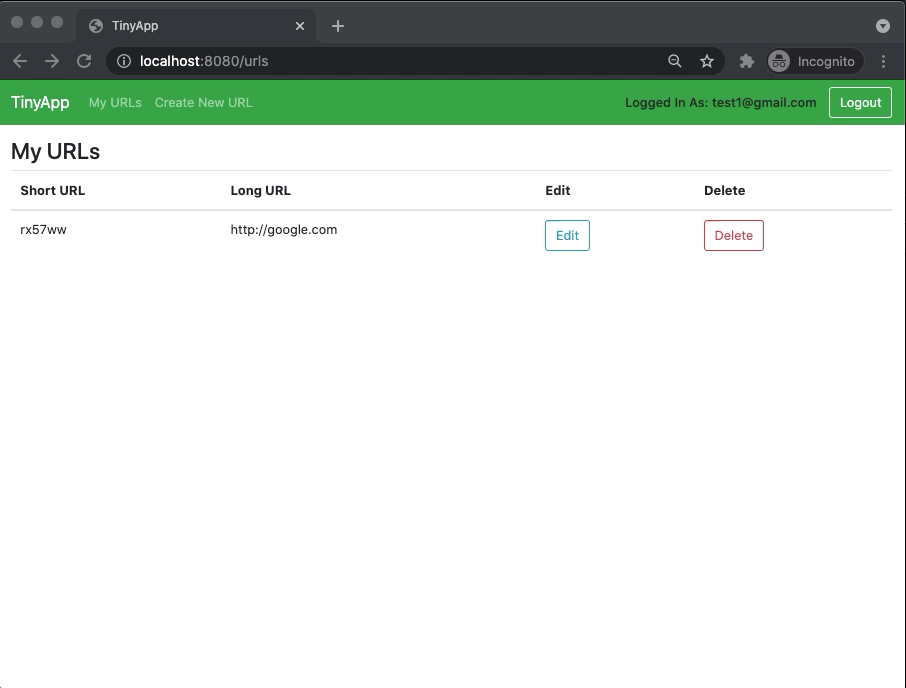 TinyApp
localhost:8080/urls
Incognito
TinyApp My URLs Create New URL Logged In As: test1@gmail.com Logout
My URLs
Short URL Long URL Edit Delete
rx57ww http://google.com Edit Delete